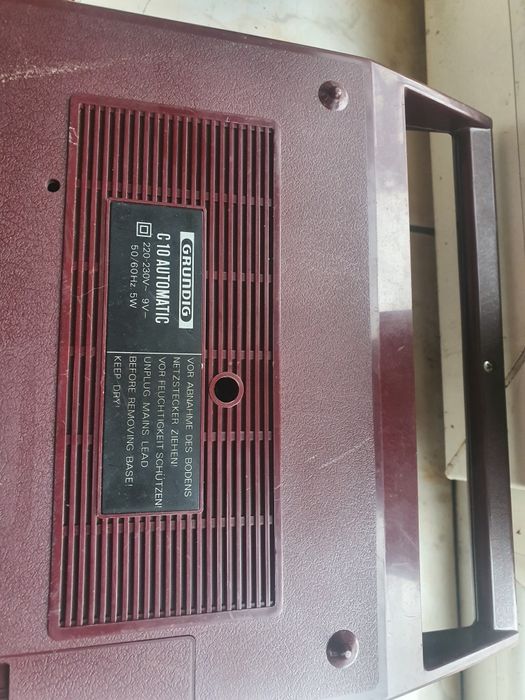 GRUNDIG
C 10 AUTOMATIC
220-230V~ 9V⎓
50/60Hz 5W
VOR ABNAHME DES BODENS
NETZSTECKER ZIEHEN!
VOR FEUCHTIGKEIT SCHÜTZEN!
UNPLUG MAINS LEAD
BEFORE REMOVING BASE!
KEEP DRY!